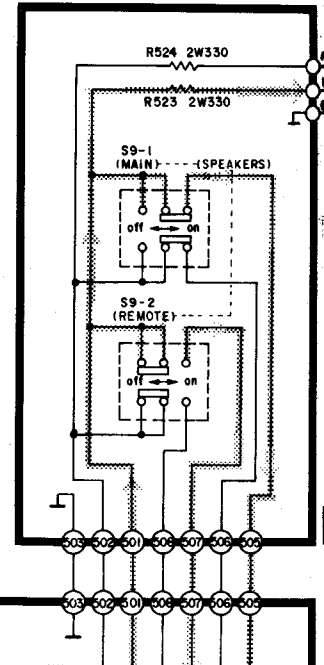 R524 2W330
R523 2W330
S9-1
(MAIN) (SPEAKERS)
off on
S9-2
(REMOTE)
off on
503 502 501 508 507 506 505
503 502 501 508 507 506 505